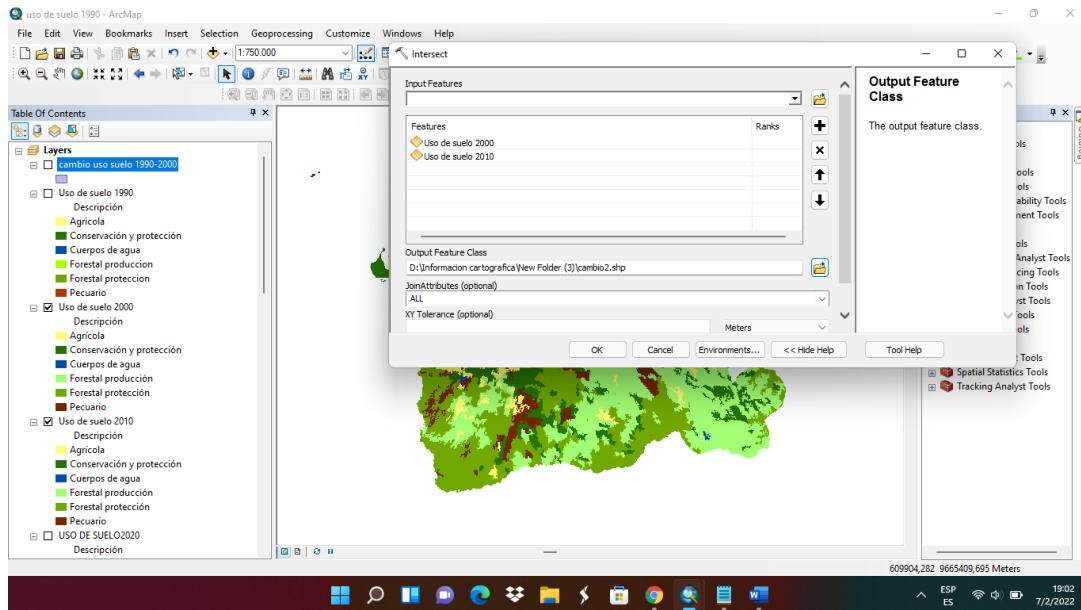 uso de suelo 1990 - ArcMap
File Edit View Bookmarks Insert Selection Geoprocessing Customize Windows Help
1:750.000
Table Of Contents
Layers
cambio uso suelo 1990-2000
Uso de suelo 1990
Descripción
Agricola
Conservación y protección
Cuerpos de agua
Forestal produccion
Forestal proteccion
Pecuario
Uso de suelo 2000
Descripción
Agrícola
Conservación y protección
Cuerpos de agua
Forestal producción
Forestal protección
Pecuario
Uso de suelo 2010
Descripción
Agrícola
Conservación y protección
Cuerpos de agua
Forestal producción
Forestal protección
Pecuario
USO DE SUELO2020
Descripción
Intersect
Input Features
Features Ranks
Uso de suelo 2000
Uso de suelo 2010
Output Feature Class
D:\Informacion cartografica\New Folder (3)\cambio2.shp
JoinAttributes (optional)
ALL
XY Tolerance (optional)
Meters
OK Cancel Environments... << Hide Help Tool Help
Output Feature
Class
The output feature class.
ols
ools
ols
ability Tools
ment Tools
ols
Analyst Tools
cing Tools
n Tools
yst Tools
Tools
ols
t Tools
Spatial Statistics Tools
Tracking Analyst Tools
609904,282 9665409,695 Meters
ESP
ES
19:02
7/2/2022